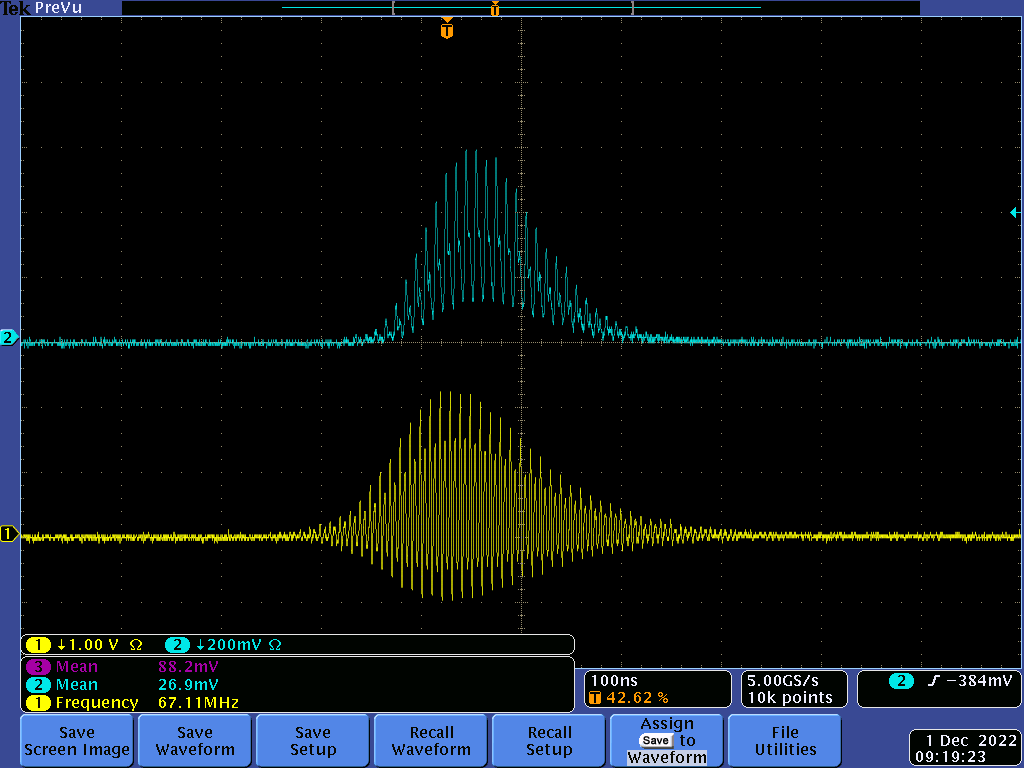 Tek PreVu
T
T
2
1
1 ↓1.00 V Ω 2 ↓200mV Ω
3 Mean 88.2mV
2 Mean 26.9mV
1 Frequency 67.11MHz
100ns
T 42.62 %
5.00GS/s
10k points
2 ∫ −384mV
Save
Screen Image
Save
Waveform
Save
Setup
Recall
Waveform
Recall
Setup
Assign
Save to
Waveform
File
Utilities
1 Dec 2022
09:19:23